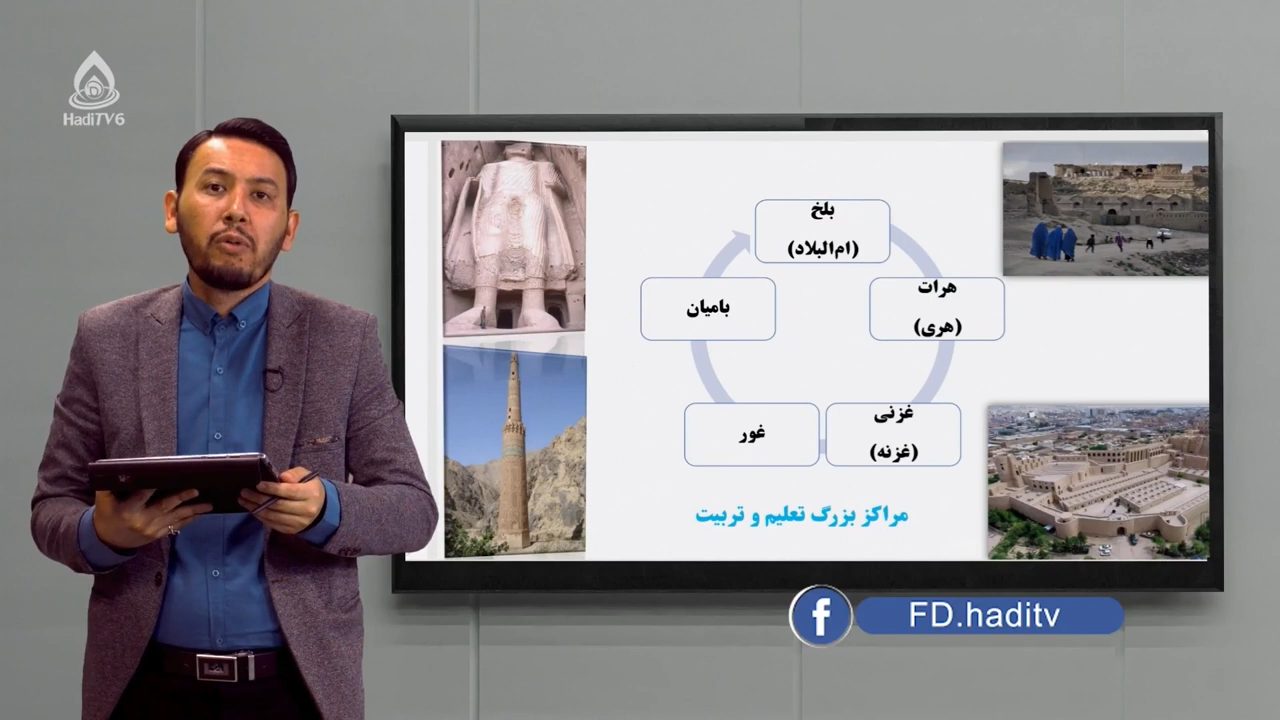 HadiTV6
بلخ
(ام‌البلاد)
هرات
(هری)
غزنی
(غزنه)
غور
بامیان
مراکز بزرگ تعلیم و تربیت
FD.haditv